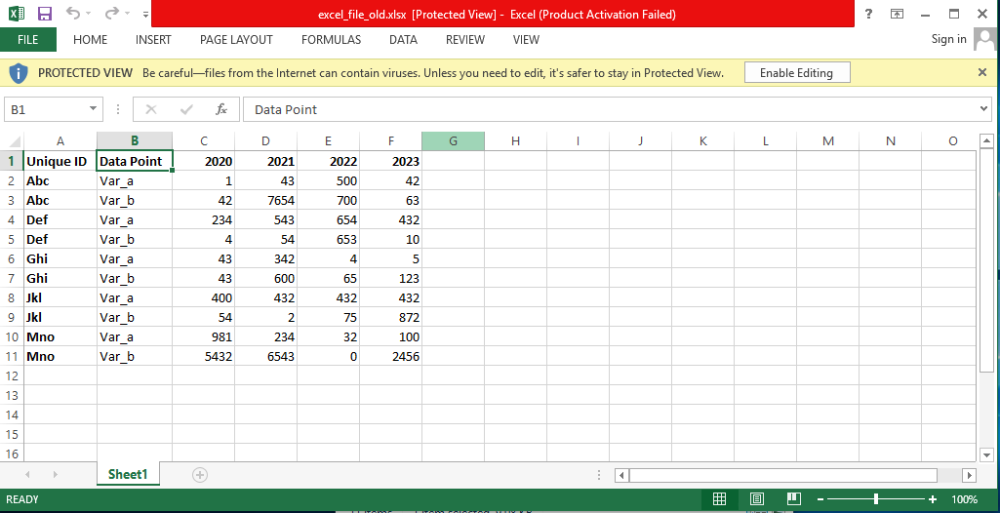 excel_file_old.xlsx [Protected View] - Excel (Product Activation Failed)
FILE HOME INSERT PAGE LAYOUT FORMULAS DATA REVIEW VIEW Sign in
PROTECTED VIEW Be careful—files from the Internet can contain viruses. Unless you need to edit, it's safer to stay in Protected View. Enable Editing
B1 fx Data Point
A B C D E F G H I J K L M N O
1 Unique ID Data Point 2020 2021 2022 2023
2 Abc Var_a 1 43 500 42
3 Abc Var_b 42 7654 700 63
4 Def Var_a 234 543 654 432
5 Def Var_b 4 54 653 10
6 Ghi Var_a 43 342 4 5
7 Ghi Var_b 43 600 65 123
8 Jkl Var_a 400 432 432 432
9 Jkl Var_b 54 2 75 872
10 Mno Var_a 981 234 32 100
11 Mno Var_b 5432 6543 0 2456
12
13
14
15
16
Sheet1
READY 100%